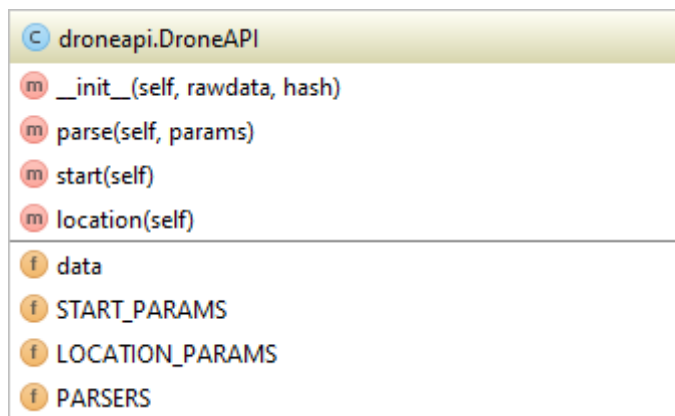 C droneapi.DroneAPI
m __init__(self, rawdata, hash)
m parse(self, params)
m start(self)
m location(self)
f data
f START_PARAMS
f LOCATION_PARAMS
f PARSERS